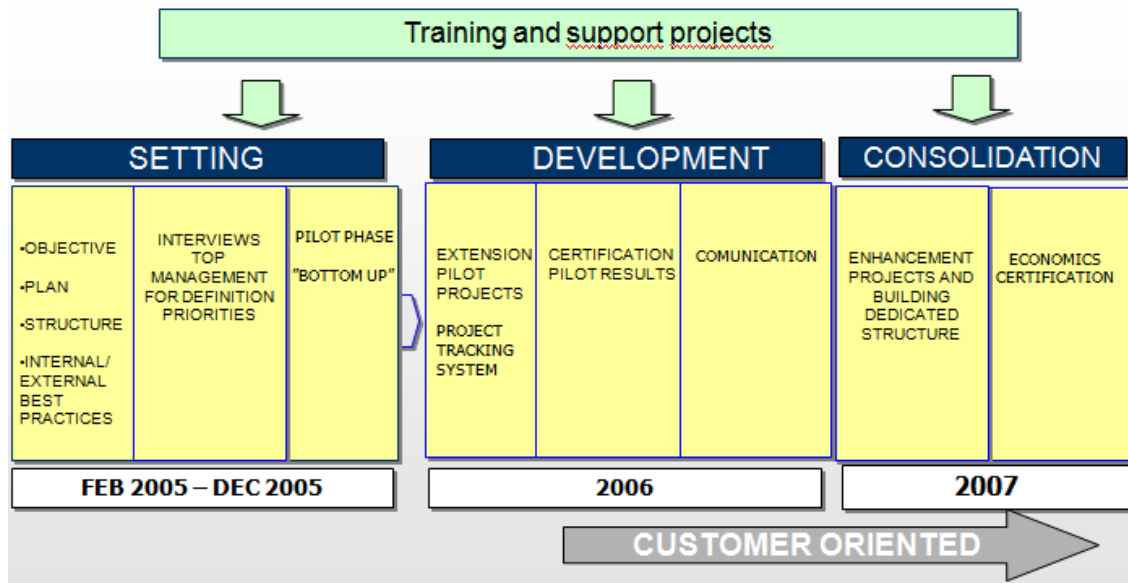 Training and support projects
SETTING
DEVELOPMENT
CONSOLIDATION
•OBJECTIVE
•PLAN
•STRUCTURE
•INTERNAL/
EXTERNAL
BEST
PRACTICES
INTERVIEWS
TOP
MANAGEMENT
FOR DEFINITION
PRIORITIES
PILOT PHASE
"BOTTOM UP"
EXTENSION
PILOT
PROJECTS
PROJECT
TRACKING
SYSTEM
CERTIFICATION
PILOT RESULTS
COMUNICATION
ENHANCEMENT
PROJECTS AND
BUILDING
DEDICATED
STRUCTURE
ECONOMICS
CERTIFICATION
FEB 2005 – DEC 2005
2006
2007
CUSTOMER ORIENTED